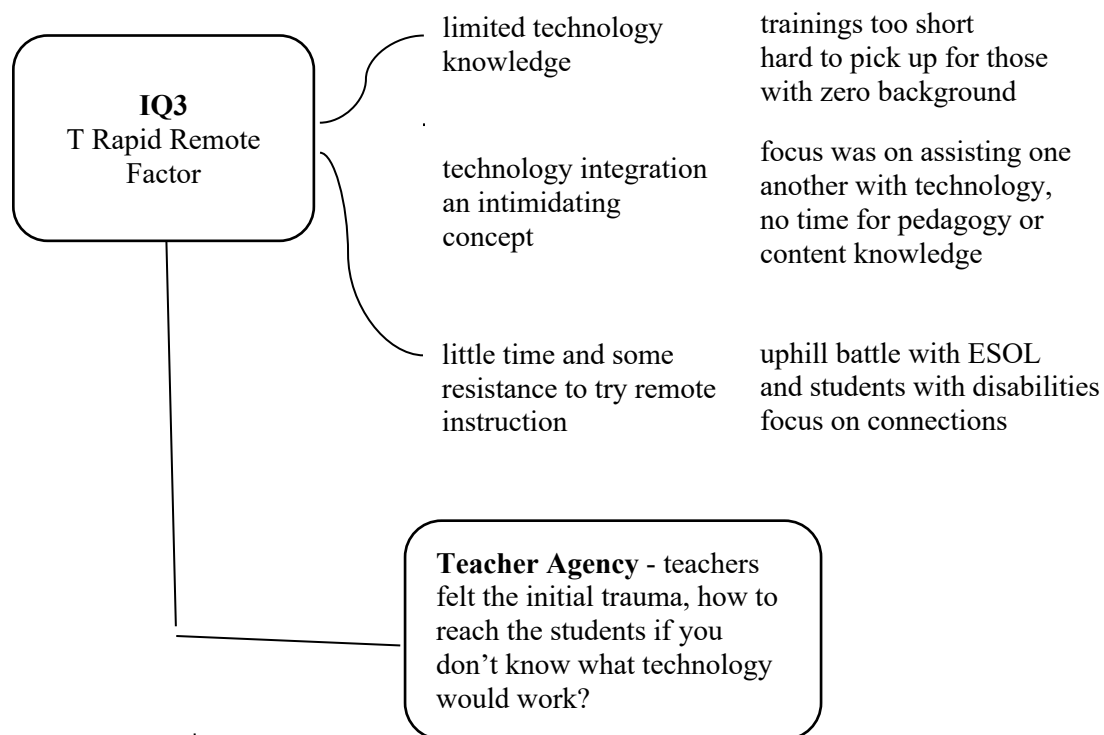 IQ3
T Rapid Remote
Factor
limited technology
knowledge
trainings too short
hard to pick up for those
with zero background
technology integration
an intimidating
concept
focus was on assisting one
another with technology,
no time for pedagogy or
content knowledge
little time and some
resistance to try remote
instruction
uphill battle with ESOL
and students with disabilities
focus on connections
Teacher Agency - teachers
felt the initial trauma, how to
reach the students if you
don’t know what technology
would work?